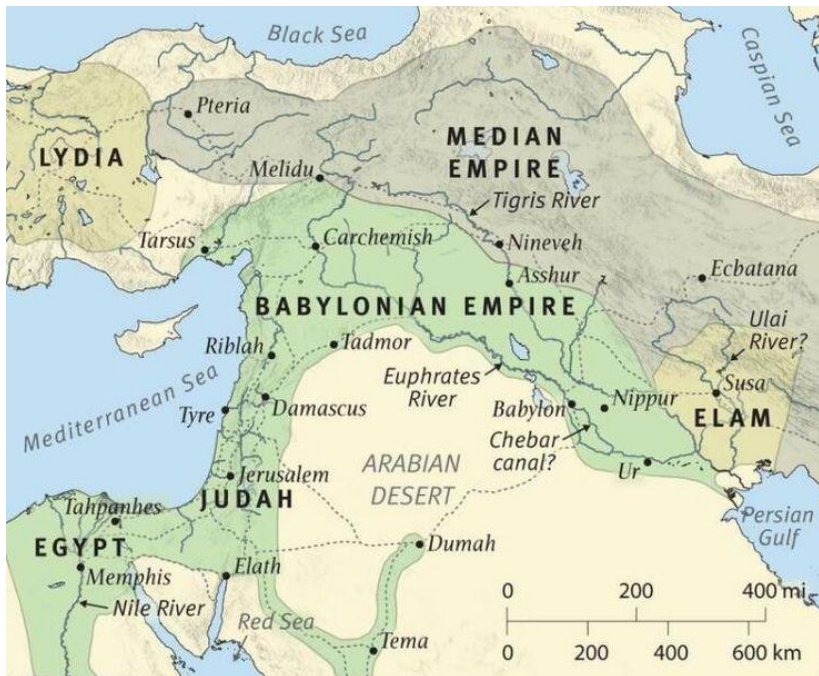 Black Sea
Caspian Sea
Pteria
LYDIA
MEDIAN
EMPIRE
Melidu
Tigris River
Tarsus
Carchemish
Nineveh
Asshur
Ecbatana
BABYLONIAN EMPIRE
Ulai
River?
Riblah
Tadmor
Euphrates
River
Susa
Mediterranean Sea
Tyre
Damascus
Babylon
Nippur
ELAM
Chebar
canal?
Ur
ARABIAN
DESERT
Jerusalem
JUDAH
Tahpanhes
EGYPT
Persian
Gulf
Dumah
Memphis
Elath
Nile River
Red Sea
Tema
0 200 400 mi
0 200 400 600 km